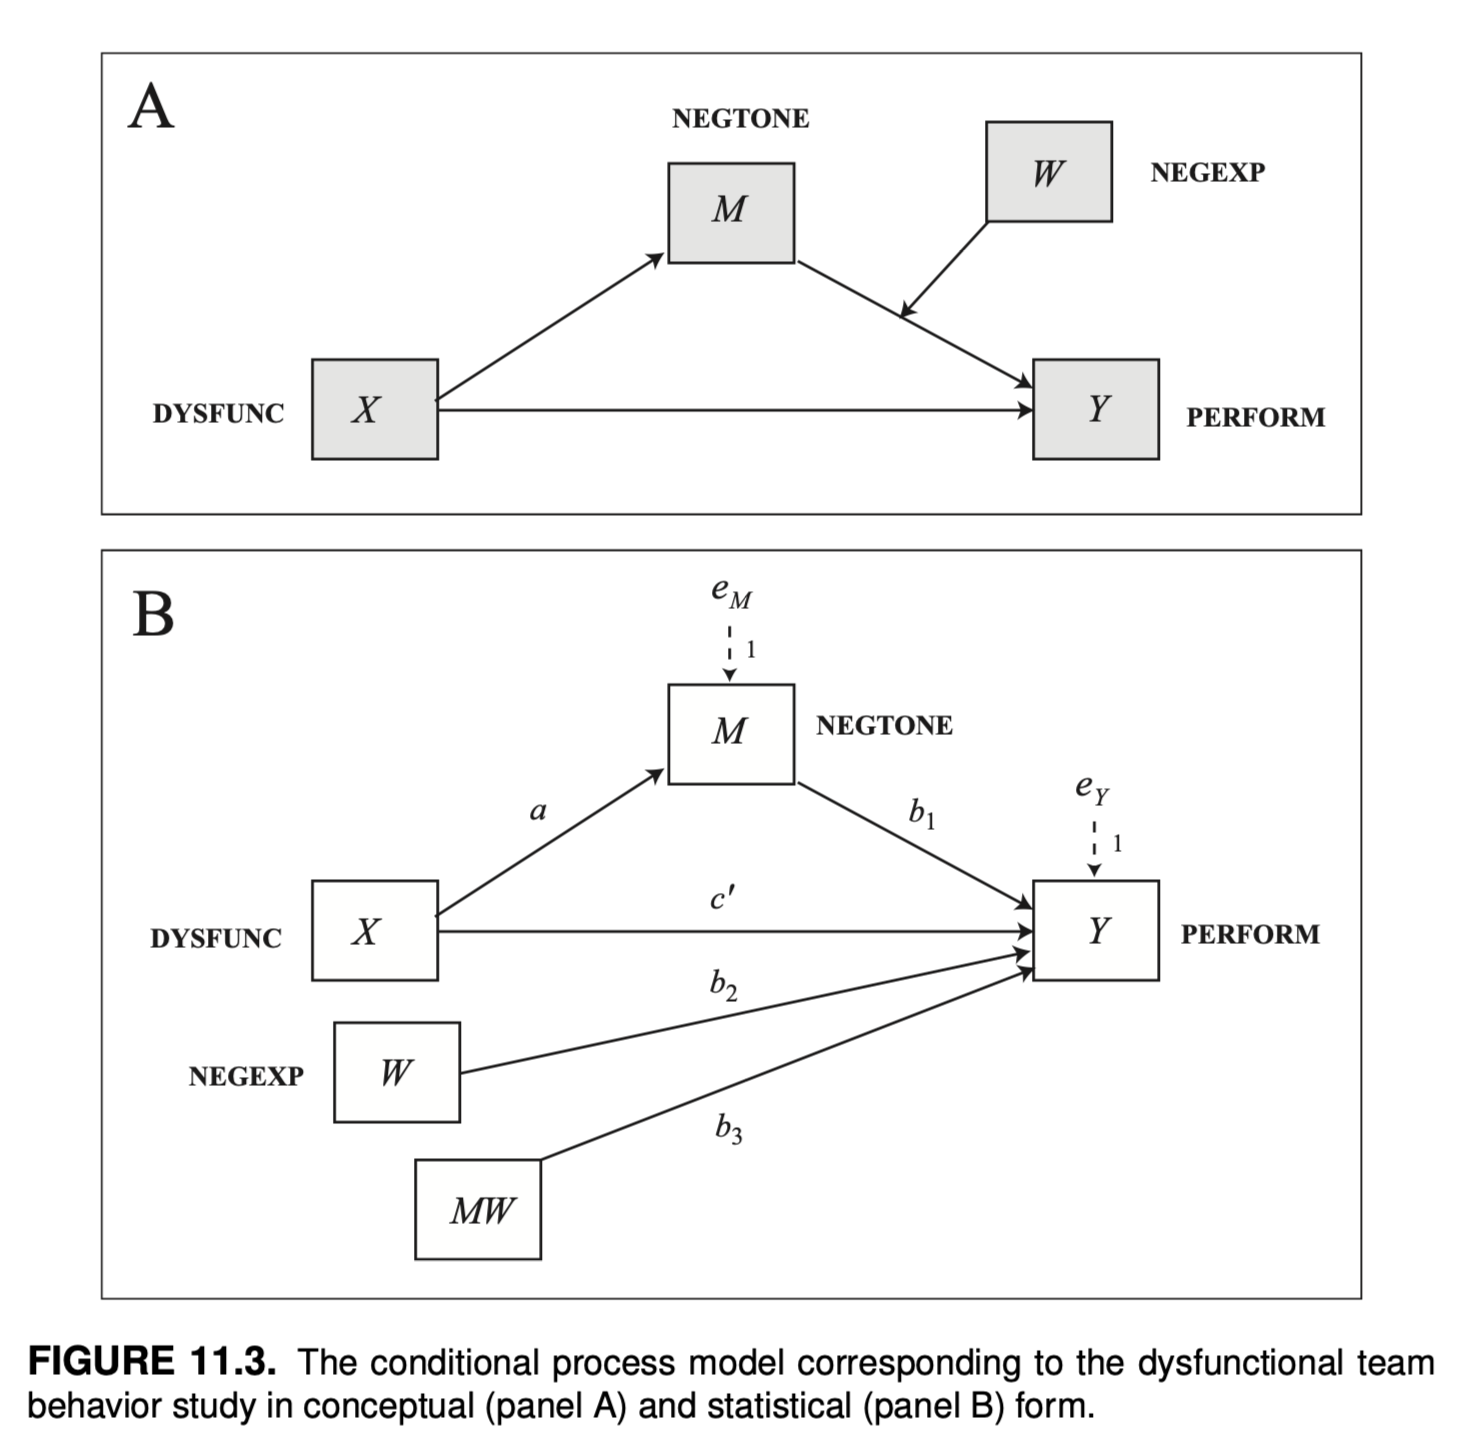 A
NEGTONE
M
W
NEGEXP
DYSFUNC
X
Y
PERFORM
B
e_M
1
M
NEGTONE
e_Y
1
a
b_1
c′
DYSFUNC
X
Y
PERFORM
b_2
NEGEXP
W
b_3
MW
FIGURE 11.3. The conditional process model corresponding to the dysfunctional team
behavior study in conceptual (panel A) and statistical (panel B) form.